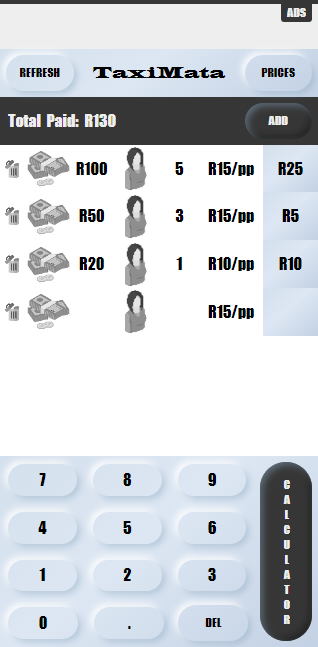 ADS
REFRESH TaxiMata PRICES
Total Paid: R130 ADD
R100 5 R15/pp R25
R50 3 R15/pp R5
R20 1 R10/pp R10
R15/pp
7 8 9
4 5 6
1 2 3
0 . DEL
CALCULATOR